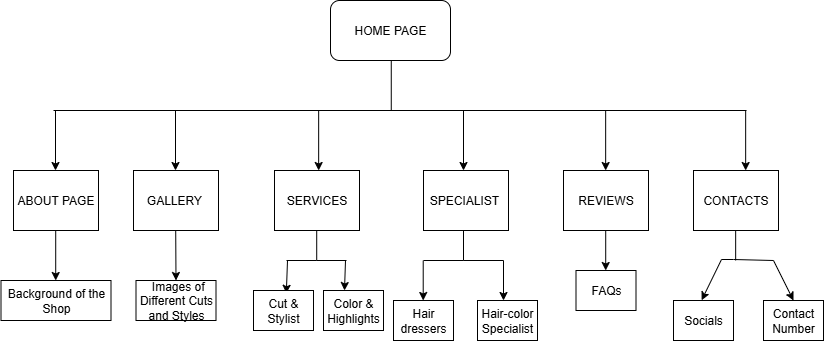 HOME PAGE
ABOUT PAGE
GALLERY
SERVICES
SPECIALIST
REVIEWS
CONTACTS
Background of the
Shop
Images of
Different Cuts
and Styles
Cut &
Stylist
Color &
Highlights
Hair
dressers
Hair-color
Specialist
FAQs
Socials
Contact
Number